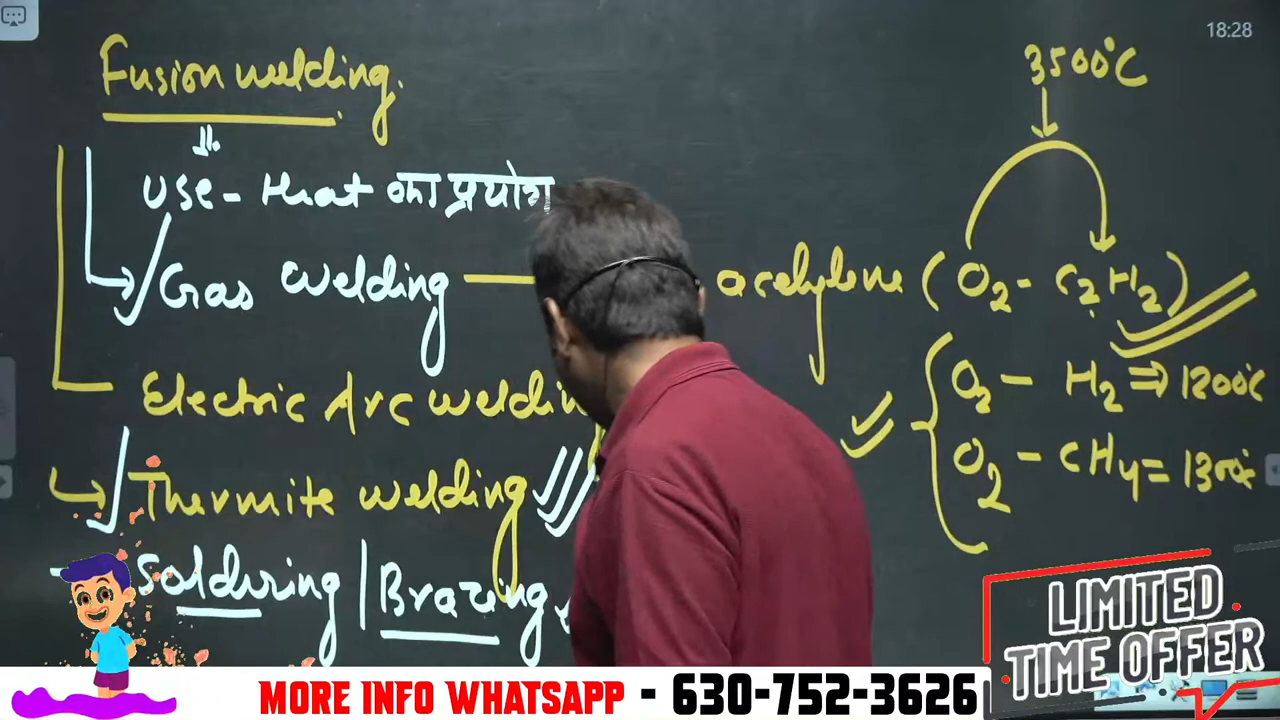 18:28
Fusion welding.
3500°C
use - Heat का प्रयोग
Gas welding — acetylene (O2 - C2H2)
Electric Arc weldin
O2 - H2 ⇒ 1200°C
O2 - CH4 = 1300°C
Thermite welding
Soldering | Brazing
LIMITED
TIME OFFER
MORE INFO WHATSAPP - 630-752-3626